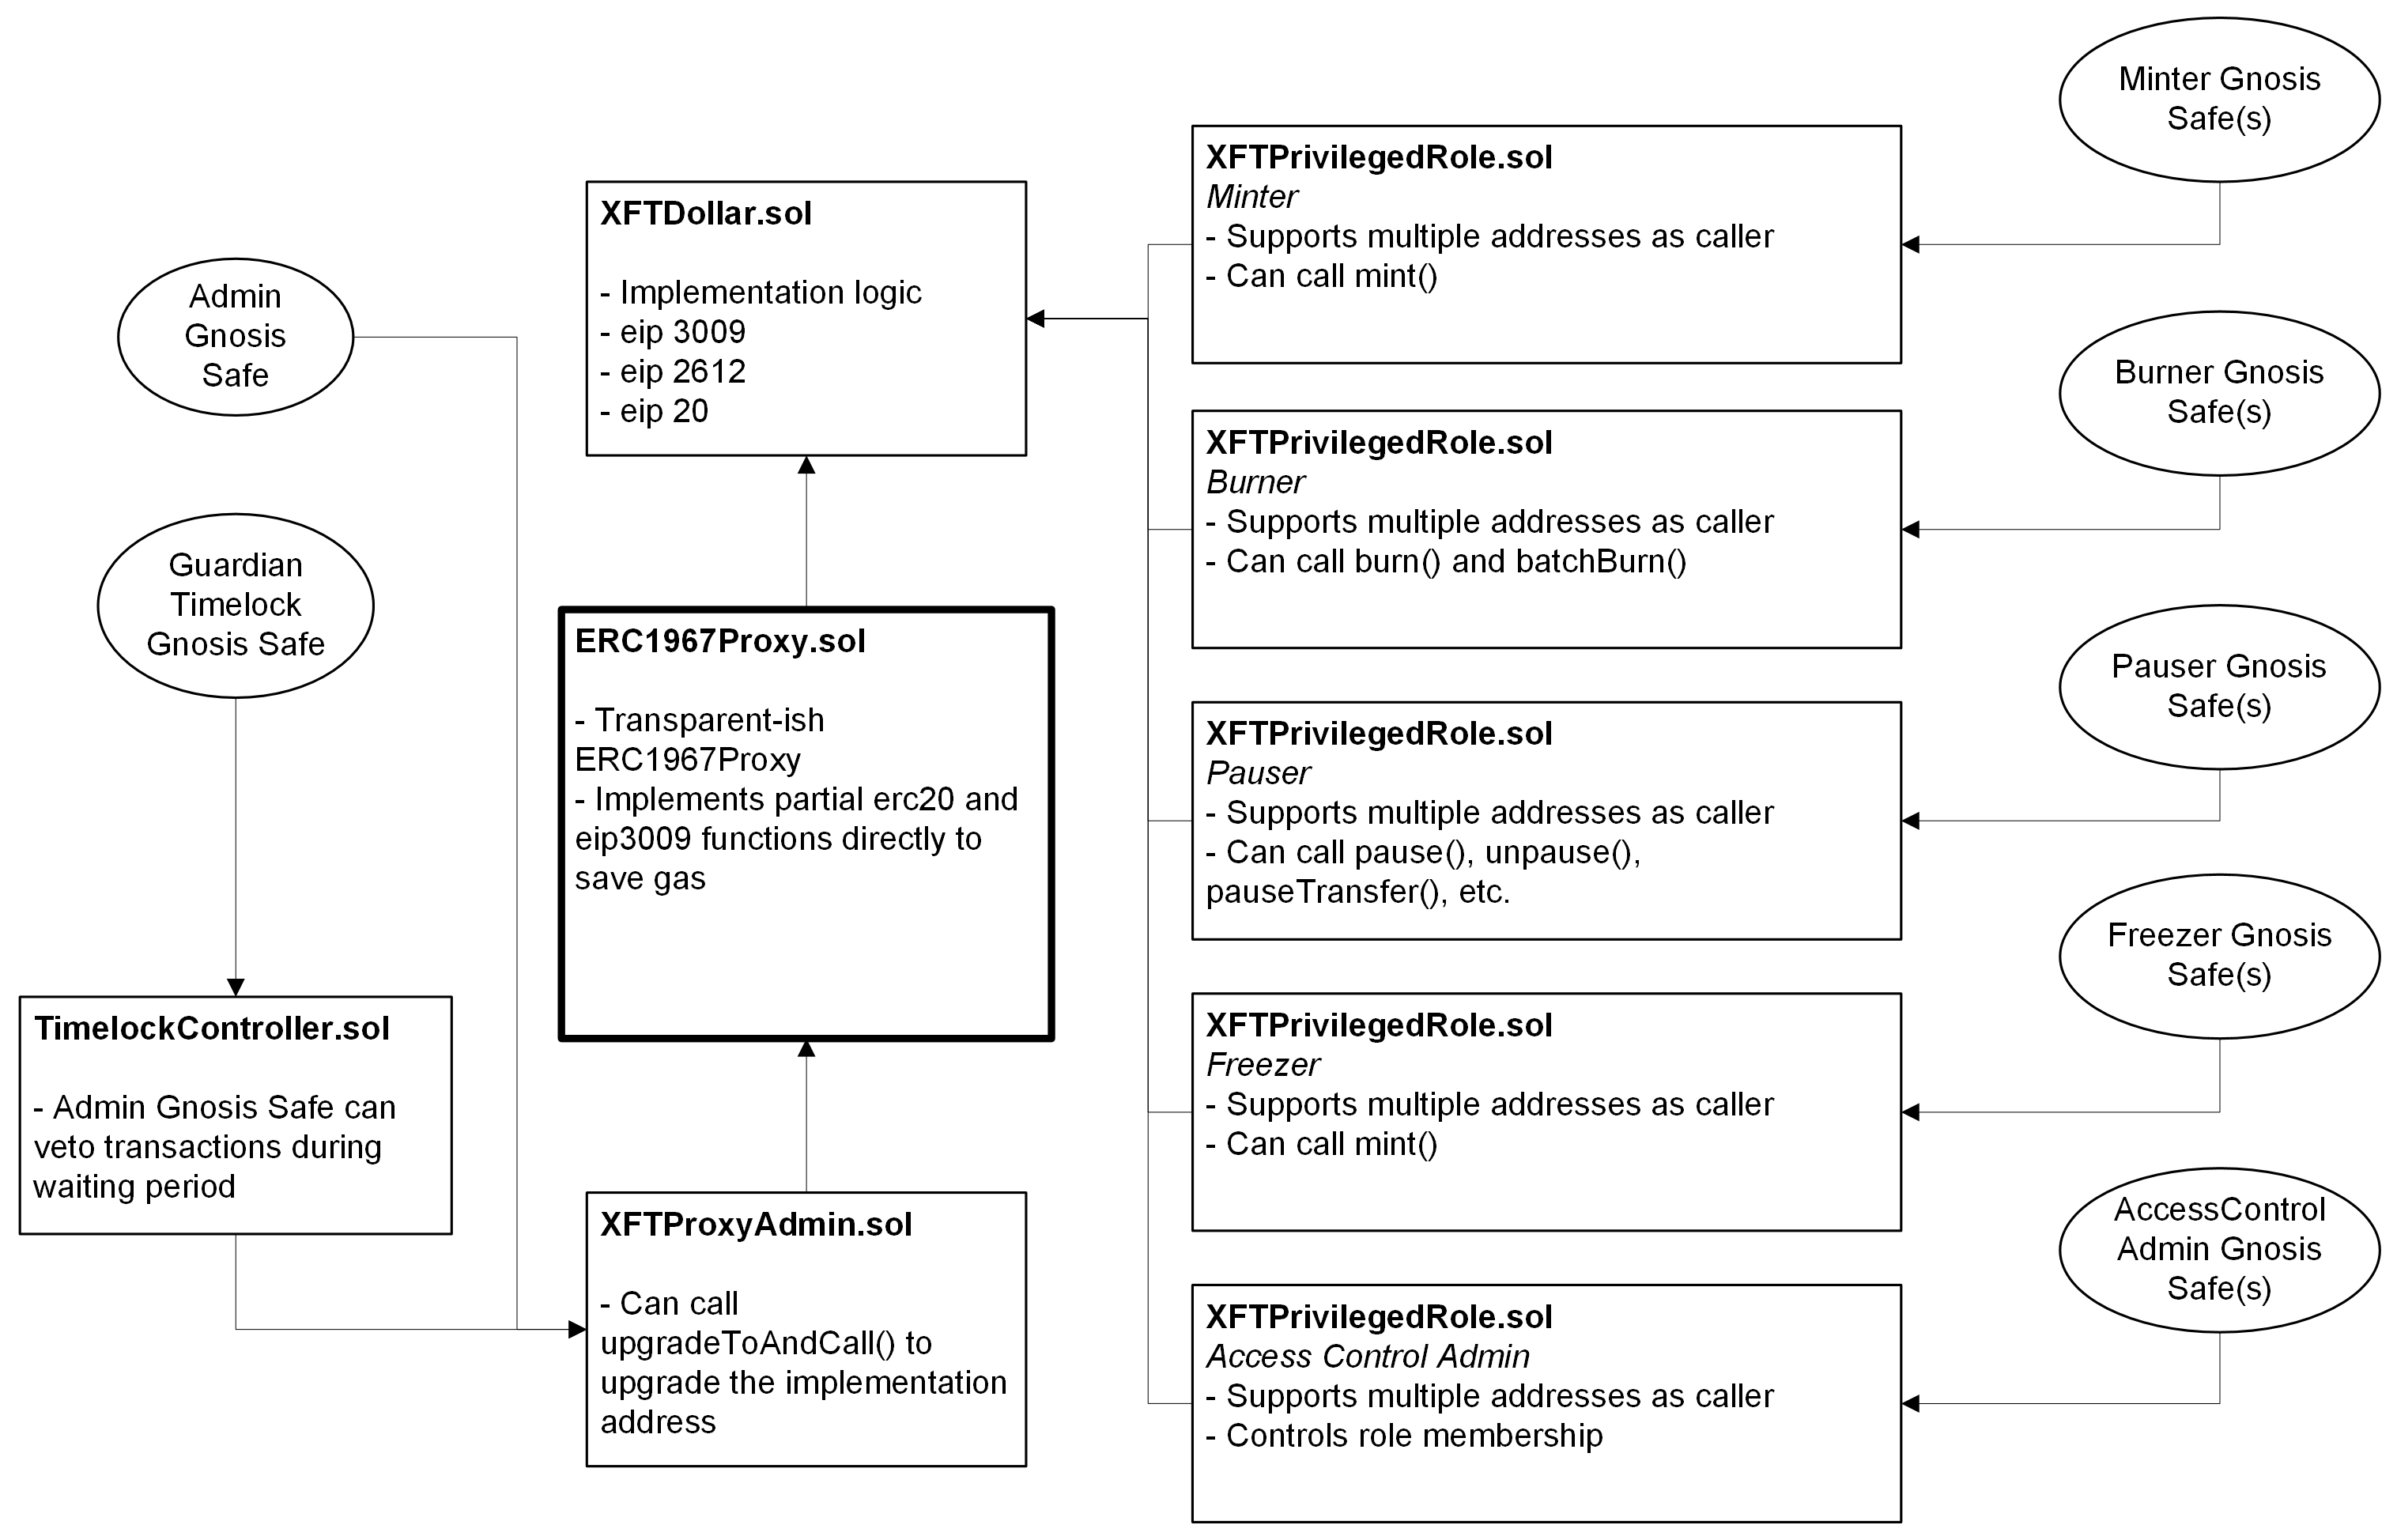 Admin
Gnosis
Safe
Guardian
Timelock
Gnosis Safe
TimelockController.sol
- Admin Gnosis Safe can
veto transactions during
waiting period
XFTDollar.sol
- Implementation logic
- eip 3009
- eip 2612
- eip 20
ERC1967Proxy.sol
- Transparent-ish
ERC1967Proxy
- Implements partial erc20 and
eip3009 functions directly to
save gas
XFTProxyAdmin.sol
- Can call
upgradeToAndCall() to
upgrade the implementation
address
XFTPrivilegedRole.sol
Minter
- Supports multiple addresses as caller
- Can call mint()
XFTPrivilegedRole.sol
Burner
- Supports multiple addresses as caller
- Can call burn() and batchBurn()
XFTPrivilegedRole.sol
Pauser
- Supports multiple addresses as caller
- Can call pause(), unpause(),
pauseTransfer(), etc.
XFTPrivilegedRole.sol
Freezer
- Supports multiple addresses as caller
- Can call mint()
XFTPrivilegedRole.sol
Access Control Admin
- Supports multiple addresses as caller
- Controls role membership
Minter Gnosis
Safe(s)
Burner Gnosis
Safe(s)
Pauser Gnosis
Safe(s)
Freezer Gnosis
Safe(s)
AccessControl
Admin Gnosis
Safe(s)